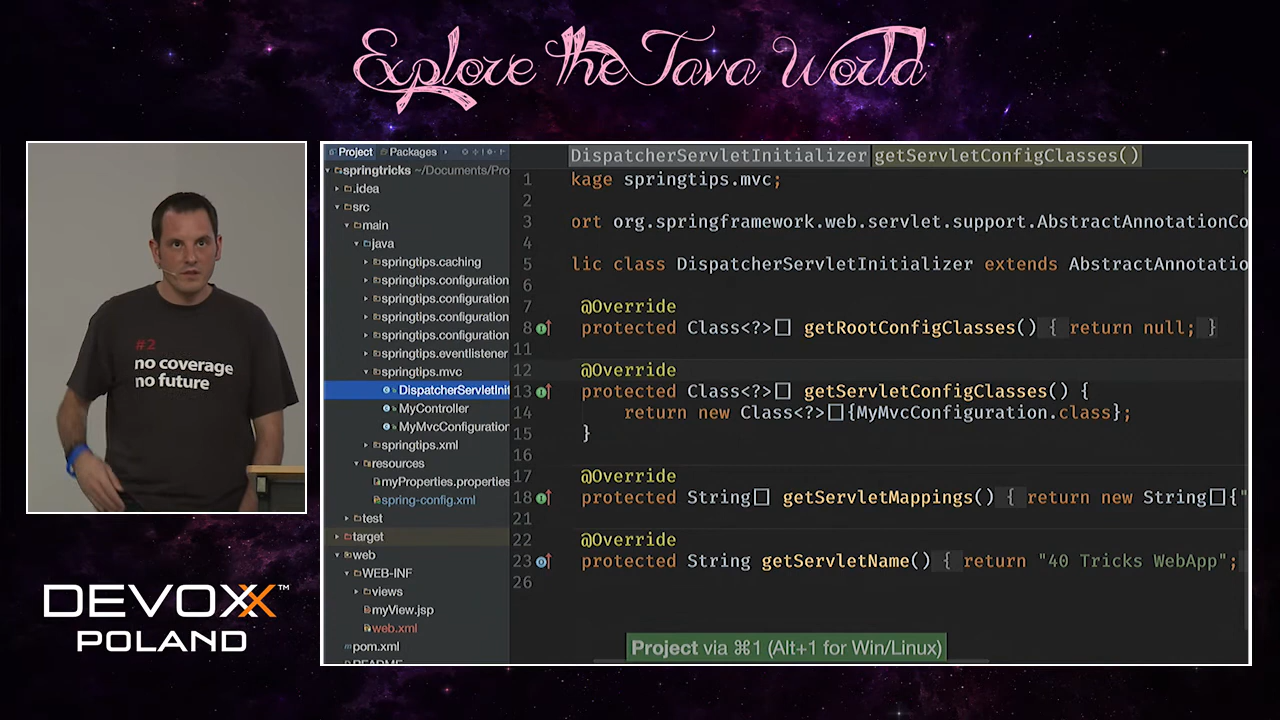 Explore the Java World
#2
no coverage
no future
DEVOXX™
POLAND
Project Packages
springtricks ~/Documents/Pro
.idea
src
main
java
springtips.caching
springtips.configuration
springtips.configuration
springtips.configuration
springtips.configuration
springtips.eventlistener
springtips.mvc
DispatcherServletInit
MyController
MyMvcConfiguration
springtips.xml
resources
myProperties.properties
spring-config.xml
test
target
web
WEB-INF
views
myView.jsp
web.xml
pom.xml
README
DispatcherServletInitializer getServletConfigClasses()
1 kage springtips.mvc;
2
3 ort org.springframework.web.servlet.support.AbstractAnnotationCo
4
5 lic class DispatcherServletInitializer extends AbstractAnnotatio
6
7 @Override
8 protected Class<?>[] getRootConfigClasses() { return null; }
11
12 @Override
13 protected Class<?>[] getServletConfigClasses() {
14 return new Class<?>[]{MyMvcConfiguration.class};
15 }
16
17 @Override
18 protected String[] getServletMappings() { return new String[]{"
21
22 @Override
23 protected String getServletName() { return "40 Tricks WebApp";
26
Project via ⌘1 (Alt+1 for Win/Linux)